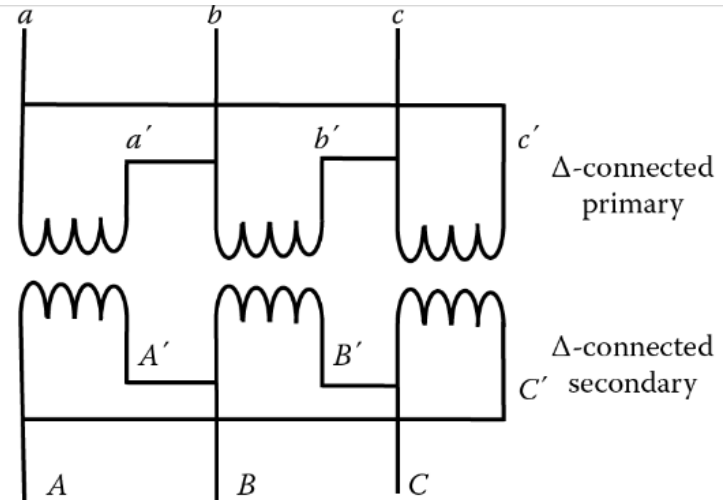 a
b
c
a´
b´
c´
Δ-connected
primary
A´
B´
Δ-connected
C´
secondary
A
B
C